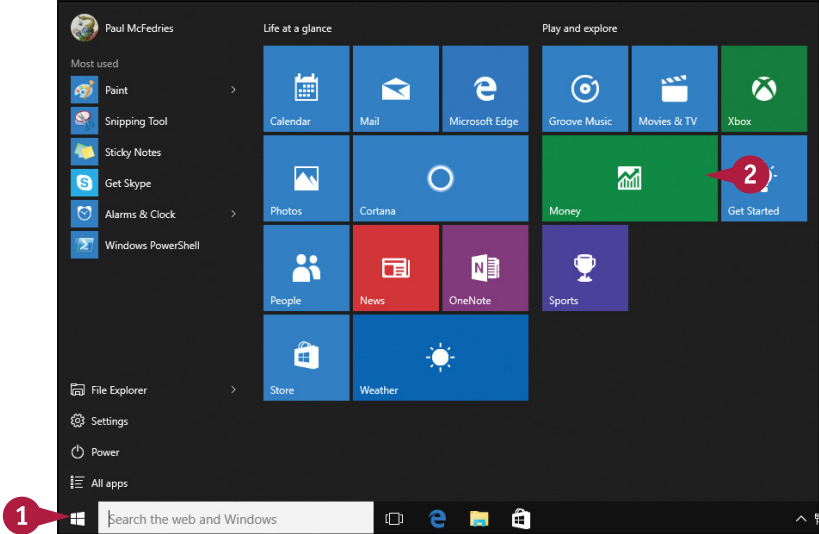 Paul McFedries
Most used
Paint
Snipping Tool
Sticky Notes
Get Skype
Alarms & Clock
Windows PowerShell
File Explorer
Settings
Power
All apps
Life at a glance
Calendar
Mail
Microsoft Edge
Photos
Cortana
People
News
OneNote
Store
Weather
Play and explore
Groove Music
Movies & TV
Xbox
Money
2
Get Started
Sports
1
Search the web and Windows